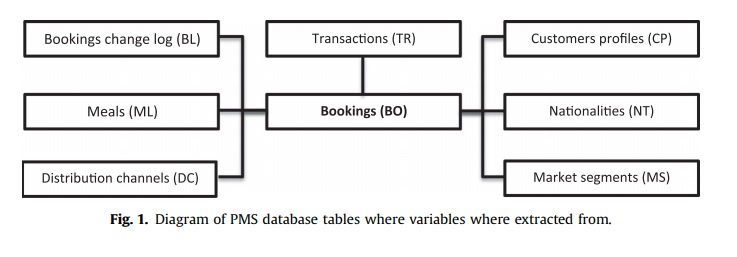 Bookings change log (BL)
Transactions (TR)
Customers profiles (CP)
Meals (ML)
Bookings (BO)
Nationalities (NT)
Distribution channels (DC)
Market segments (MS)
Fig. 1. Diagram of PMS database tables where variables where extracted from.